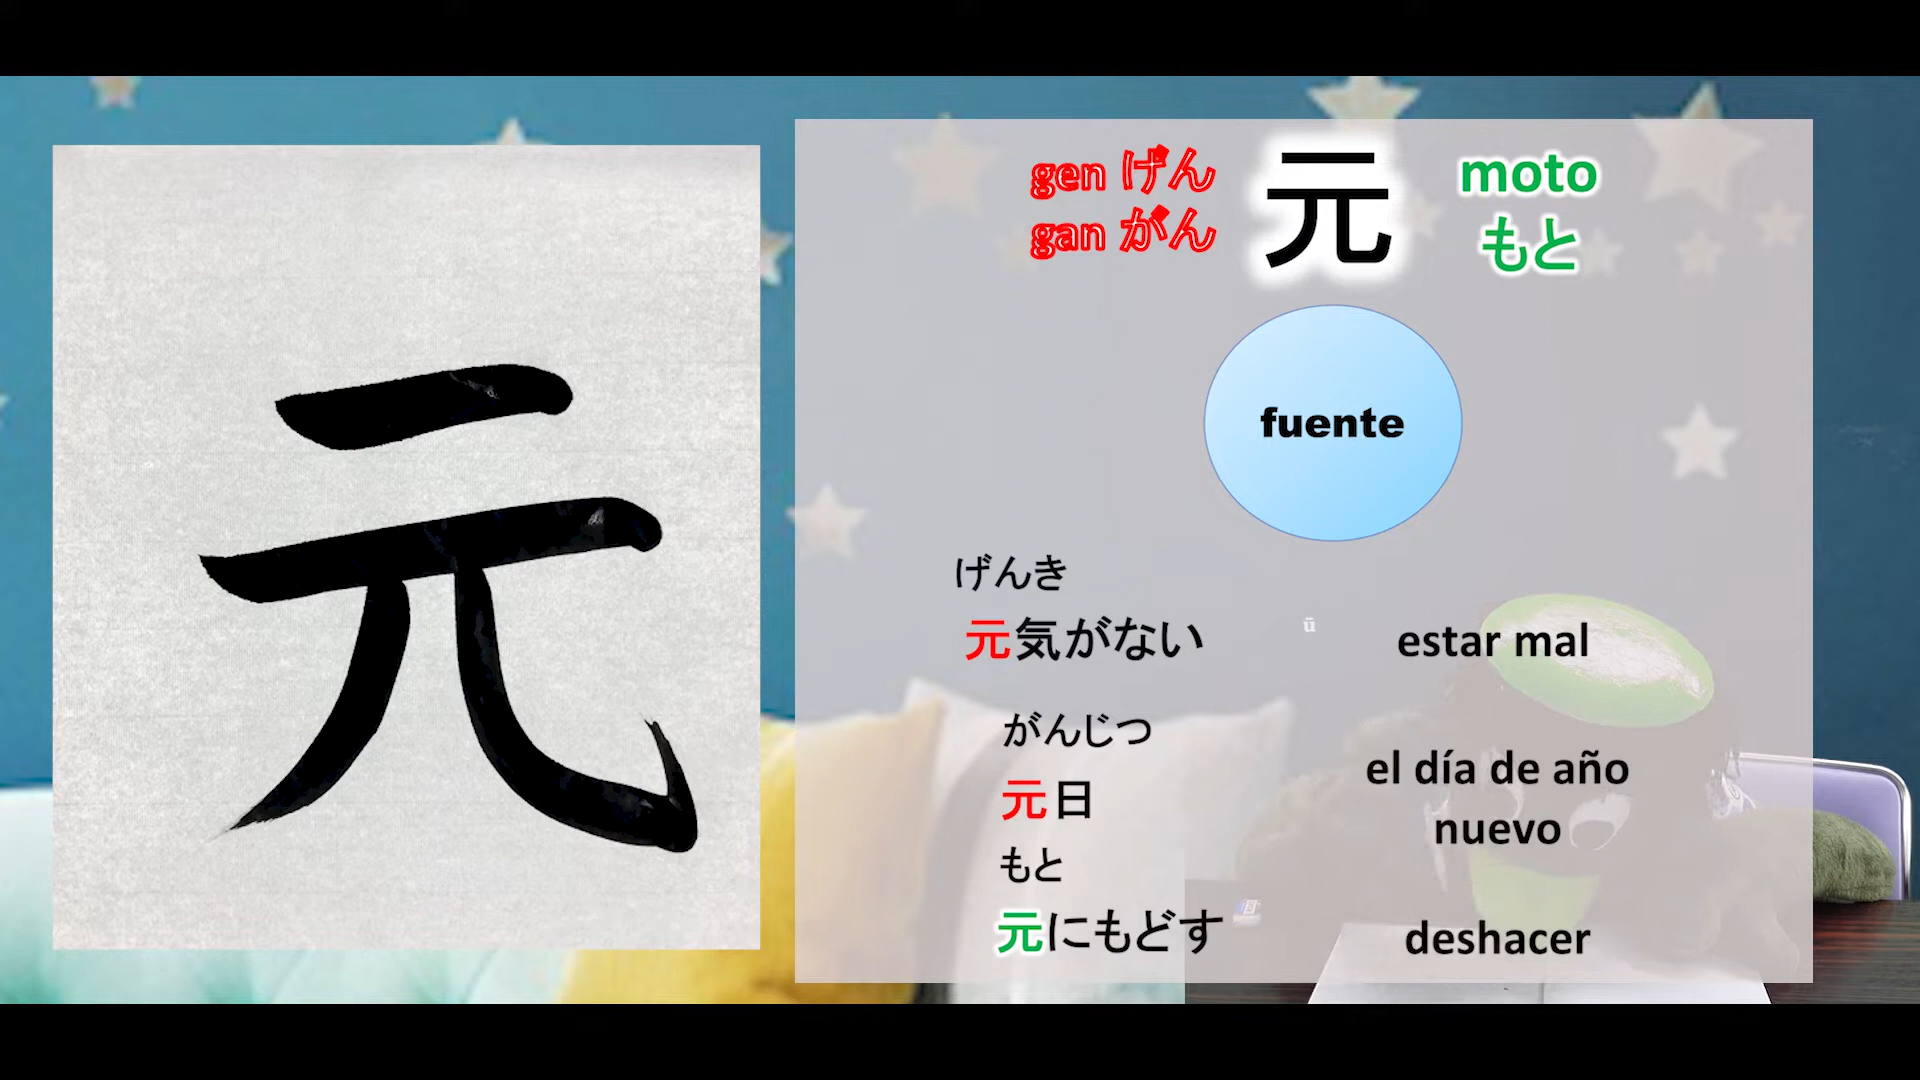 元
gen げん
gan がん
元
moto
もと
fuente
げんき
元気がない
ū
estar mal
がんじつ
元日
el día de año
nuevo
もと
元にもどす
deshacer